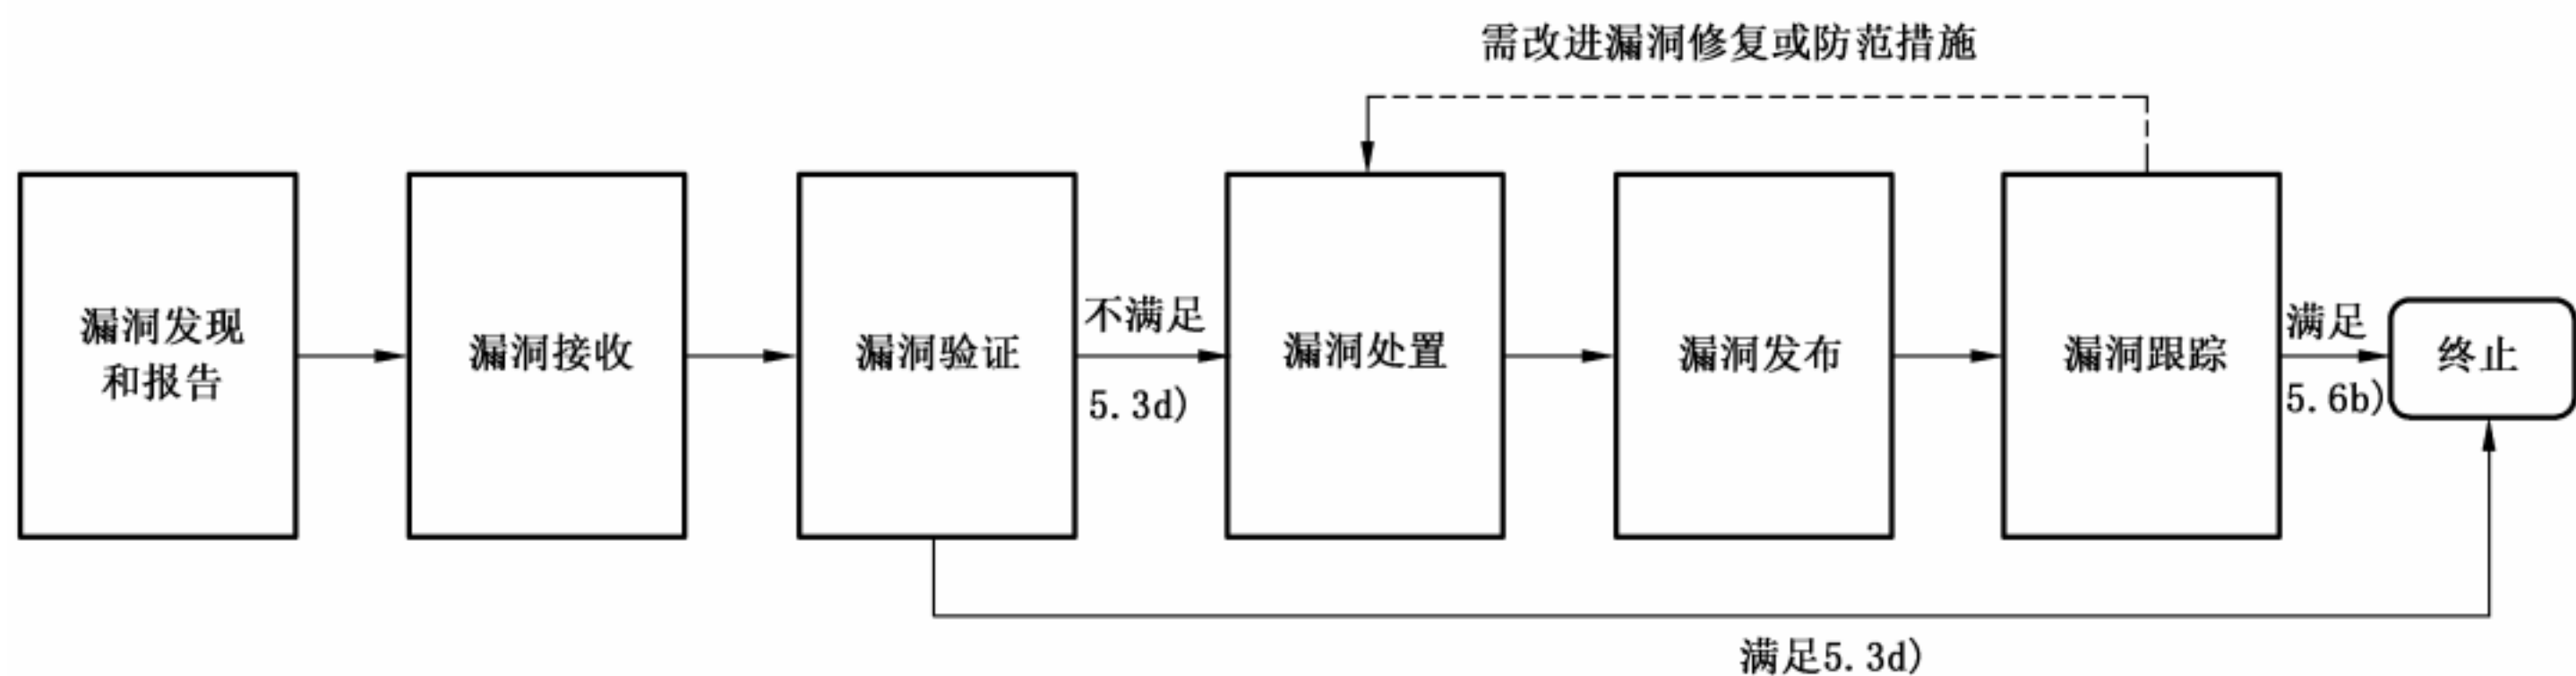 需改进漏洞修复或防范措施
漏洞发现
和报告
漏洞接收
漏洞验证
不满足
5.3d)
漏洞处置
漏洞发布
漏洞跟踪
满足
5.6b)
终止
满足5.3d)